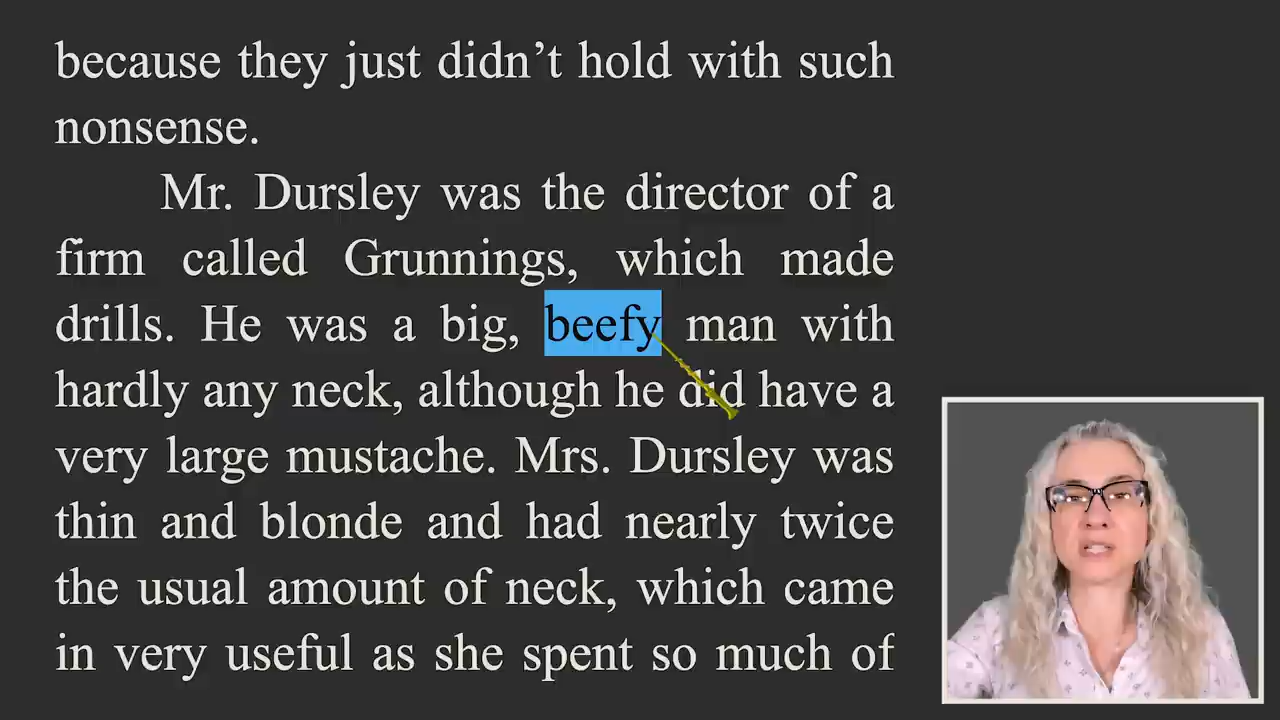 because they just didn’t hold with such
nonsense.
Mr. Dursley was the director of a
firm called Grunnings, which made
drills. He was a big, beefy man with
hardly any neck, although he did have a
very large mustache. Mrs. Dursley was
thin and blonde and had nearly twice
the usual amount of neck, which came
in very useful as she spent so much of